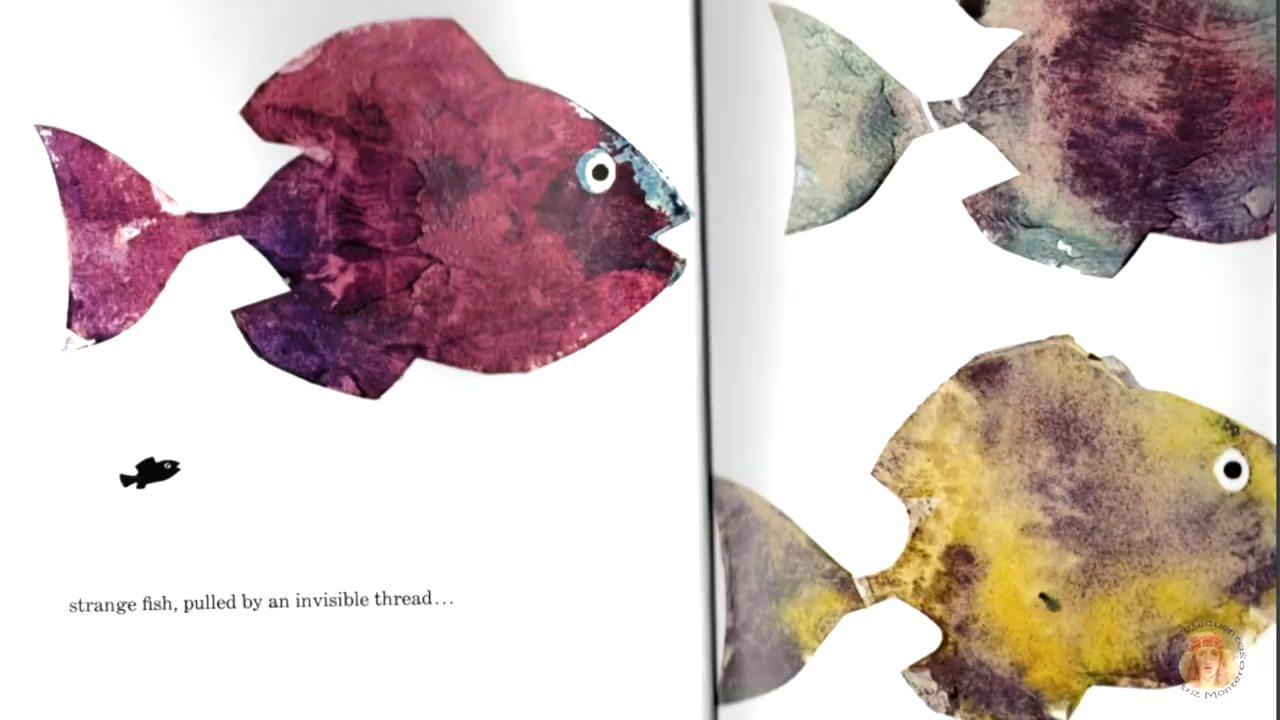 strange fish, pulled by an invisible thread…